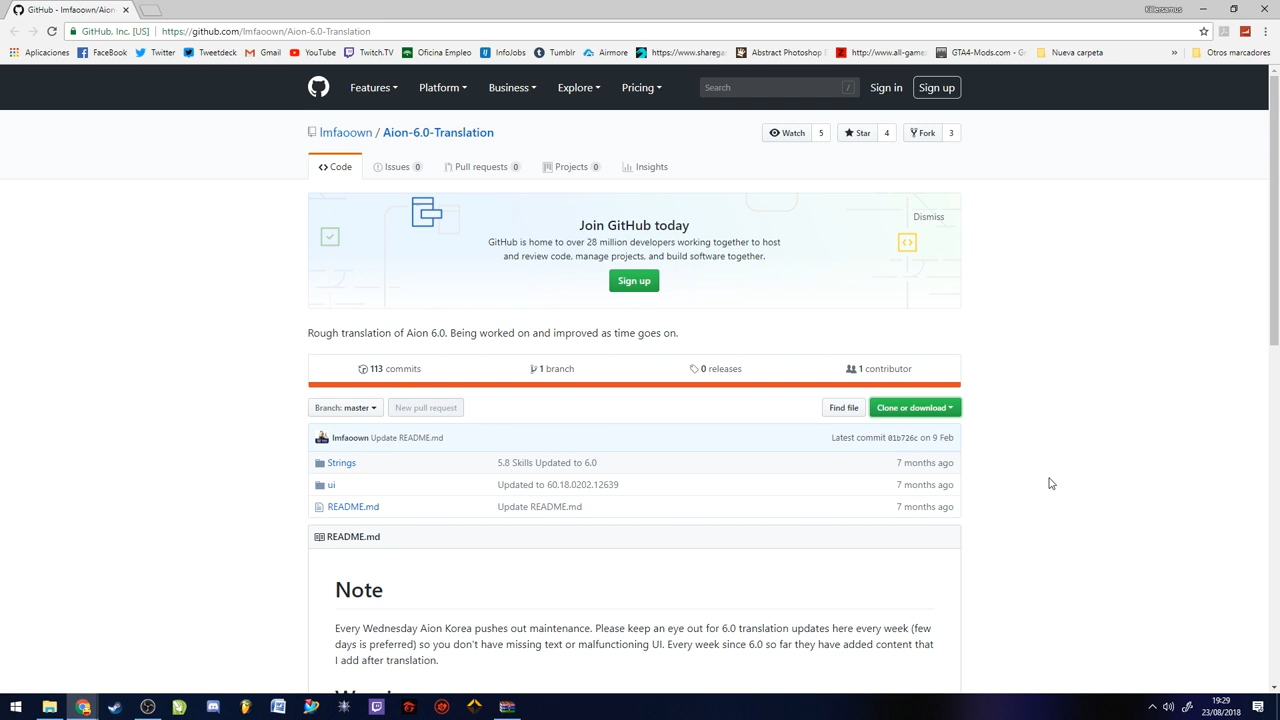 GitHub - lmfaoown/Aion-
Killersamus
GitHub, Inc. [US] https://github.com/lmfaoown/Aion-6.0-Translation
Aplicaciones FaceBook Twitter Tweetdeck Gmail YouTube Twitch.TV Oficina Empleo InfoJobs Tumblr Airmore https://www.sharega Abstract Photoshop http://www.all-game GTA4-Mods.com - Gr Nueva carpeta » Otros marcadores
Features Platform Business Explore Pricing Search / Sign in Sign up
lmfaoown / Aion-6.0-Translation Watch 5 Star 4 Fork 3
Code Issues 0 Pull requests 0 Projects 0 Insights
Dismiss
Join GitHub today
GitHub is home to over 28 million developers working together to host
and review code, manage projects, and build software together.
Sign up
Rough translation of Aion 6.0. Being worked on and improved as time goes on.
113 commits 1 branch 0 releases 1 contributor
Branch: master New pull request Find file Clone or download
lmfaoown Update README.md Latest commit 01b726c on 9 Feb
Strings 5.8 Skills Updated to 6.0 7 months ago
ui Updated to 60.18.0202.12639 7 months ago
README.md Update README.md 7 months ago
README.md
Note
Every Wednesday Aion Korea pushes out maintenance. Please keep an eye out for 6.0 translation updates here every week (few
days is preferred) so you don't have missing text or malfunctioning UI. Every week since 6.0 so far they have added content that
I add after translation.
19:29
23/08/2018